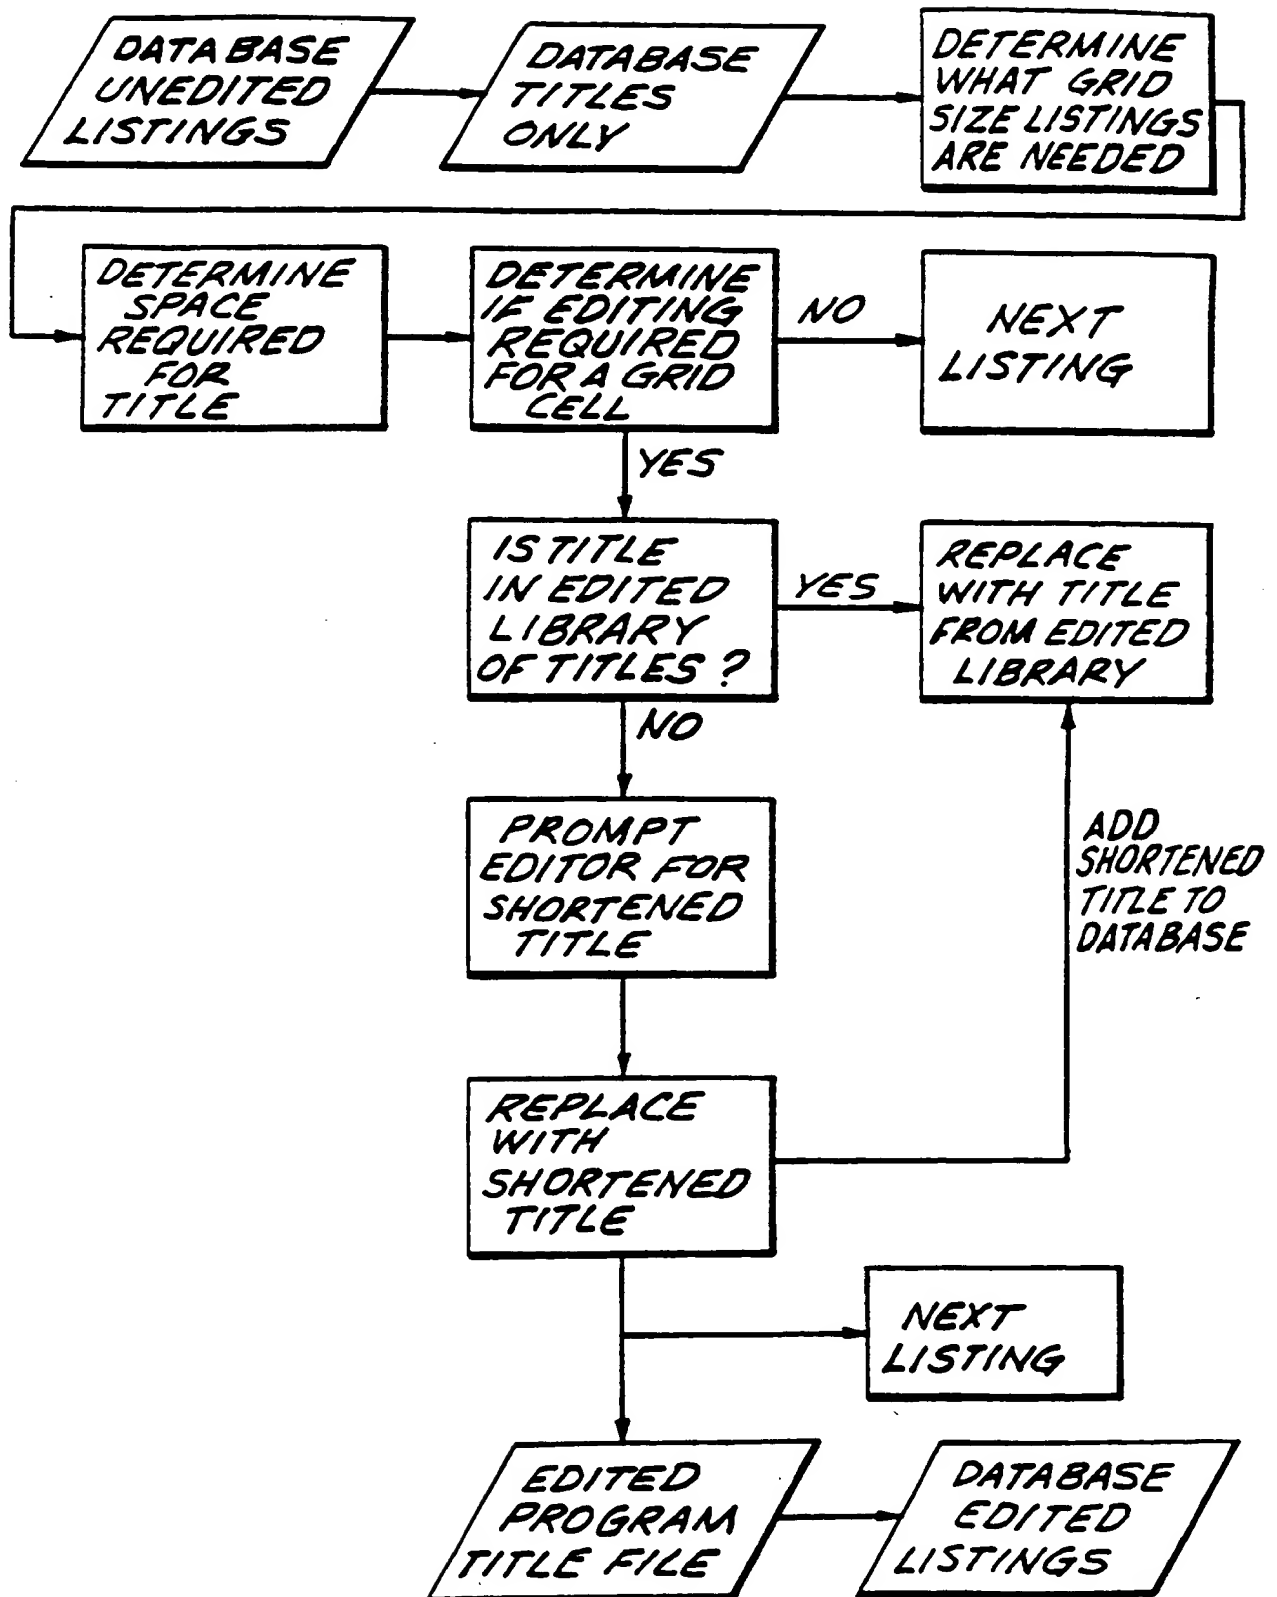 DATABASE
UNEDITED
LISTINGS
DATABASE
TITLES
ONLY
DETERMINE
WHAT GRID
SIZE LISTINGS
ARE NEEDED
DETERMINE
SPACE
REQUIRED
FOR
TITLE
DETERMINE
IF EDITING
REQUIRED
FOR A GRID
CELL
NO
NEXT
LISTING
YES
IS TITLE
IN EDITED
LIBRARY
OF TITLES ?
YES
REPLACE
WITH TITLE
FROM EDITED
LIBRARY
NO
PROMPT
EDITOR FOR
SHORTENED
TITLE
ADD
SHORTENED
TITLE TO
DATABASE
REPLACE
WITH
SHORTENED
TITLE
NEXT
LISTING
EDITED
PROGRAM
TITLE FILE
DATABASE
EDITED
LISTINGS